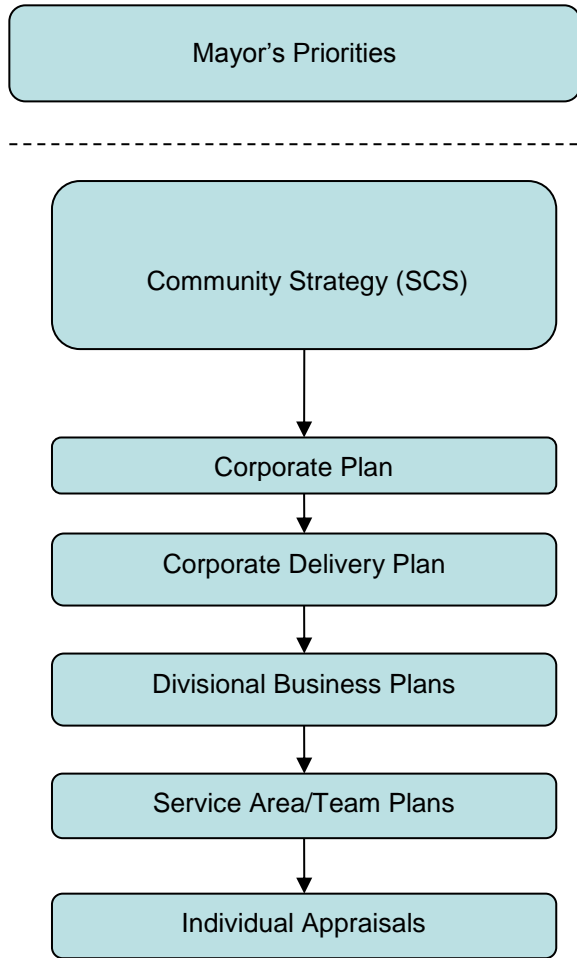 Mayor’s Priorities
Community Strategy (SCS)
Corporate Plan
Corporate Delivery Plan
Divisional Business Plans
Service Area/Team Plans
Individual Appraisals